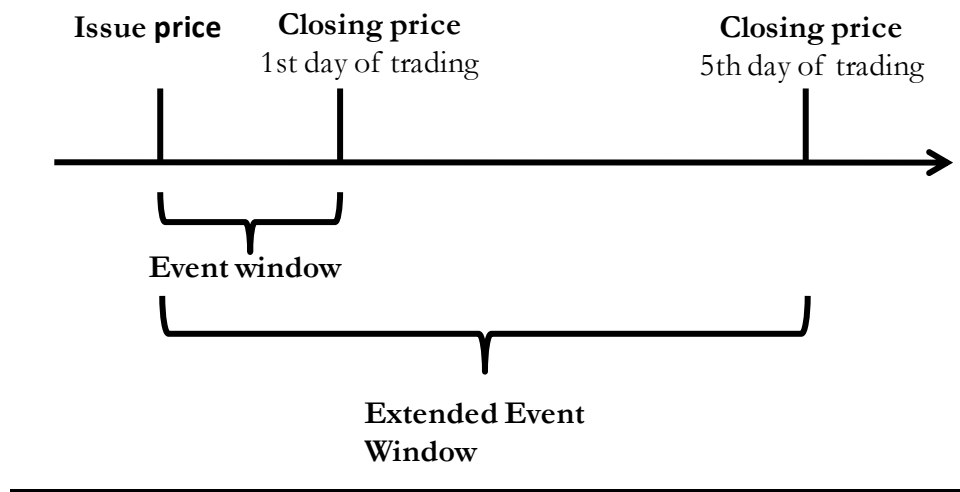 Issue price
Closing price
1st day of trading
Closing price
5th day of trading
Event window
Extended Event
Window